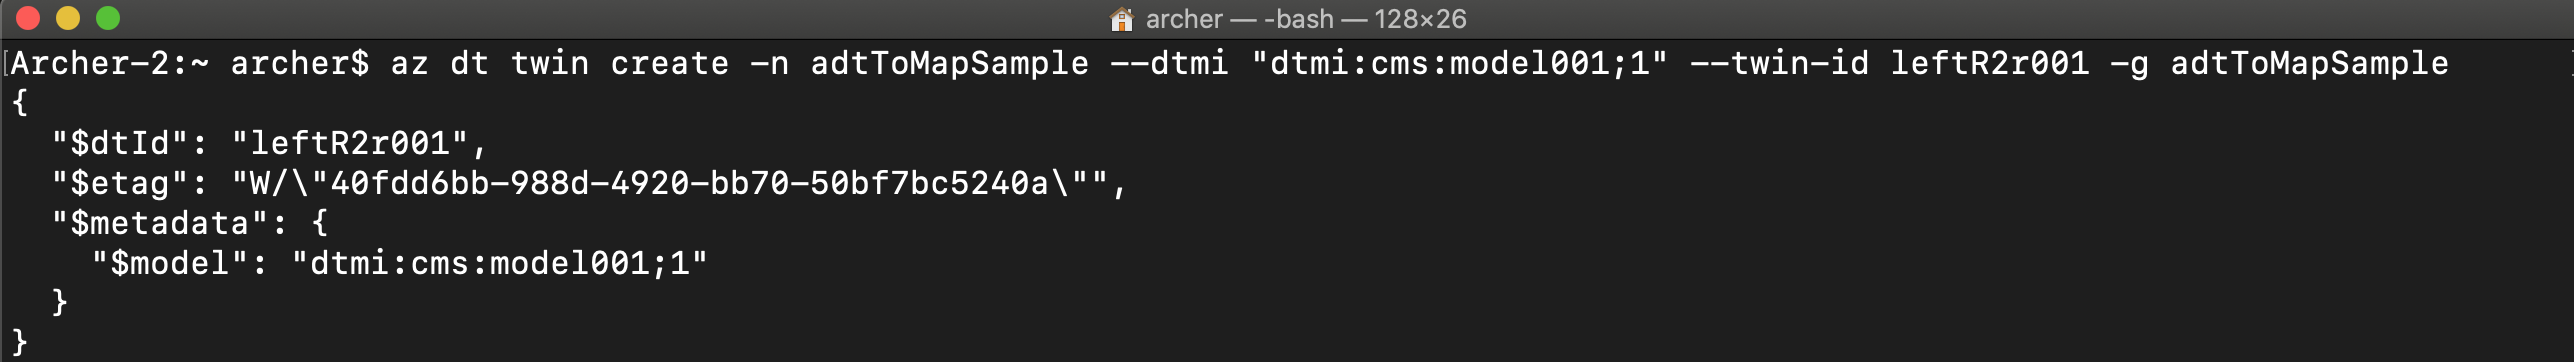 archer — -bash — 128×26
Archer-2:~ archer$ az dt twin create -n adtToMapSample --dtmi "dtmi:cms:model001;1" --twin-id leftR2r001 -g adtToMapSample
{
  "$dtId": "leftR2r001",
  "$etag": "W/\"40fdd6bb-988d-4920-bb70-50bf7bc5240a\"",
  "$metadata": {
    "$model": "dtmi:cms:model001;1"
  }
}